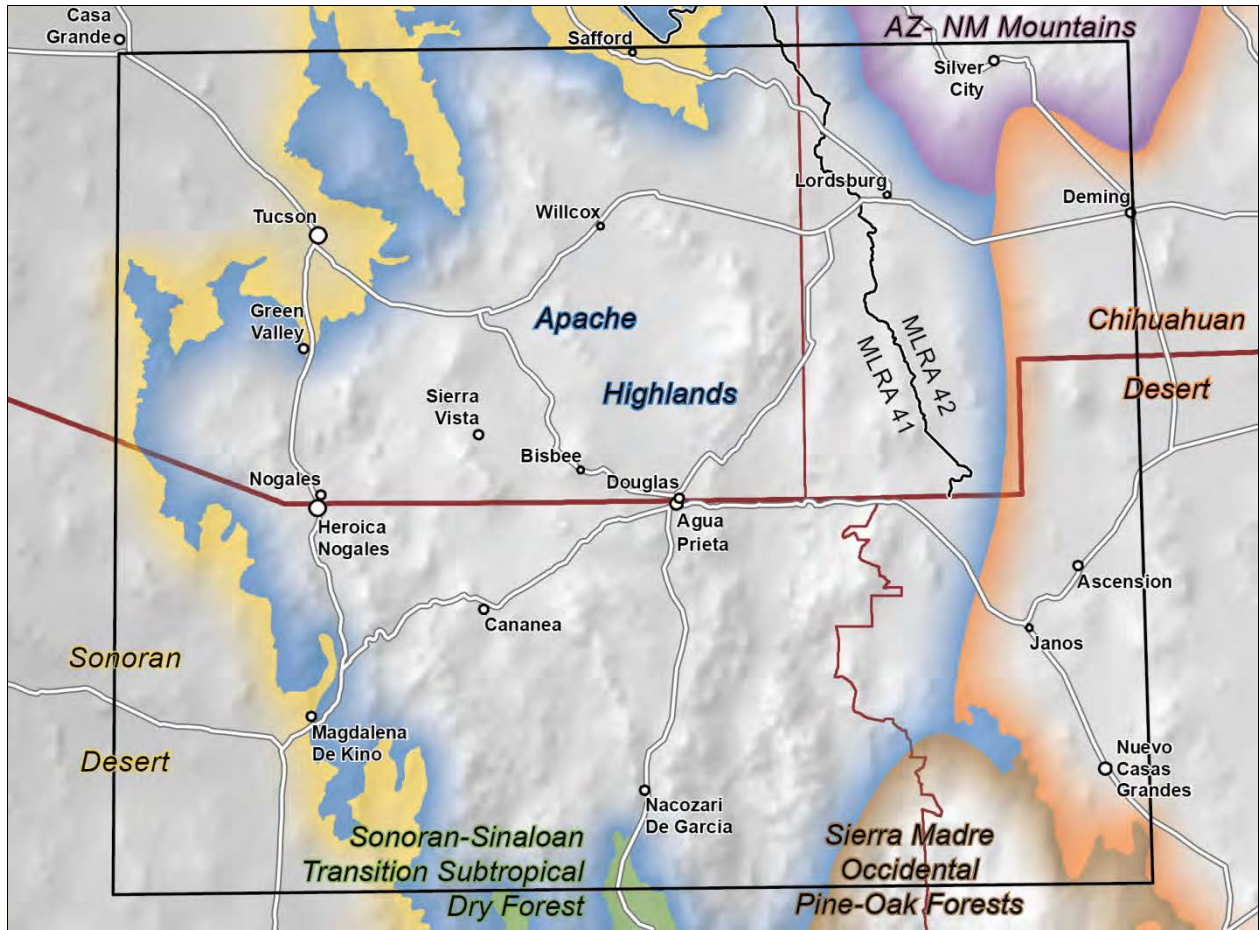 Casa
Grande
Safford
AZ- NM Mountains
Silver
City
Lordsburg
Deming
Tucson
Willcox
Green
Valley
Apache
Highlands
Chihuahuan
Desert
MLRA 42
MLRA 41
Sierra
Vista
Bisbee
Nogales
Douglas
Heroica
Nogales
Agua
Prieta
Ascension
Cananea
Janos
Sonoran
Desert
Magdalena
De Kino
Nuevo
Casas
Grandes
Nacozari
De Garcia
Sonoran-Sinaloan
Transition Subtropical
Dry Forest
Sierra Madre
Occidental
Pine-Oak Forests